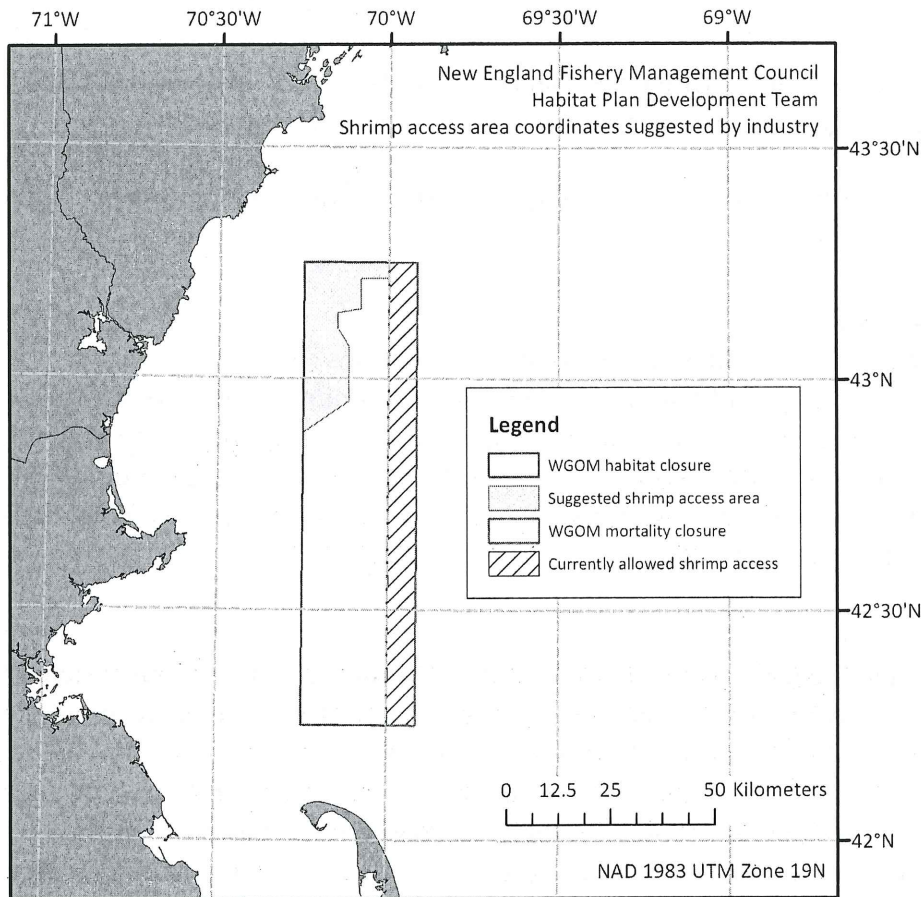 71°W
70°30'W
70°W
69°30'W
69°W
New England Fishery Management Council
Habitat Plan Development Team
Shrimp access area coordinates suggested by industry
43°30'N
43°N
Legend
WGOM habitat closure
Suggested shrimp access area
WGOM mortality closure
Currently allowed shrimp access
42°30'N
0 12.5 25 50 Kilometers
42°N
NAD 1983 UTM Zone 19N